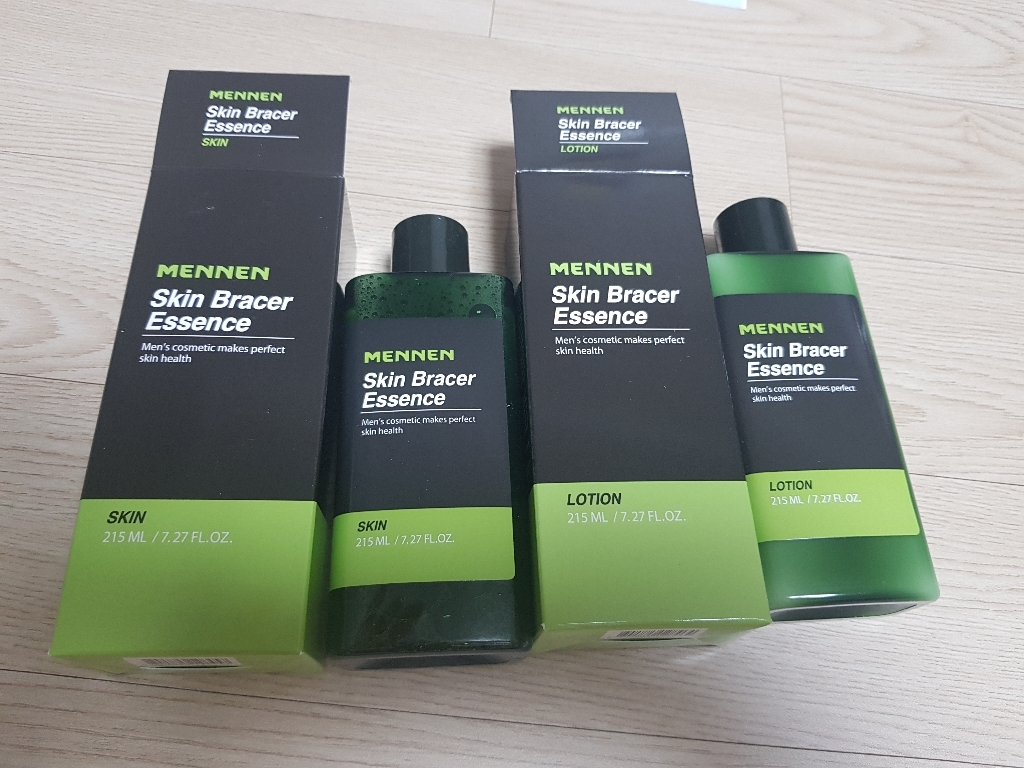 MENNEN
Skin Bracer
Essence
SKIN
MENNEN
Skin Bracer
Essence
Men's cosmetic makes perfect
skin health
SKIN
215 ML / 7.27 FL.OZ.
MENNEN
Skin Bracer
Essence
Men's cosmetic makes perfect
skin health
SKIN
215 ML / 7.27 FL.OZ.
MENNEN
Skin Bracer
Essence
LOTION
MENNEN
Skin Bracer
Essence
Men's cosmetic makes perfect
skin health
LOTION
215 ML / 7.27 FL.OZ.
MENNEN
Skin Bracer
Essence
Men's cosmetic makes perfect
skin health
LOTION
215 ML / 7.27 FL.OZ.